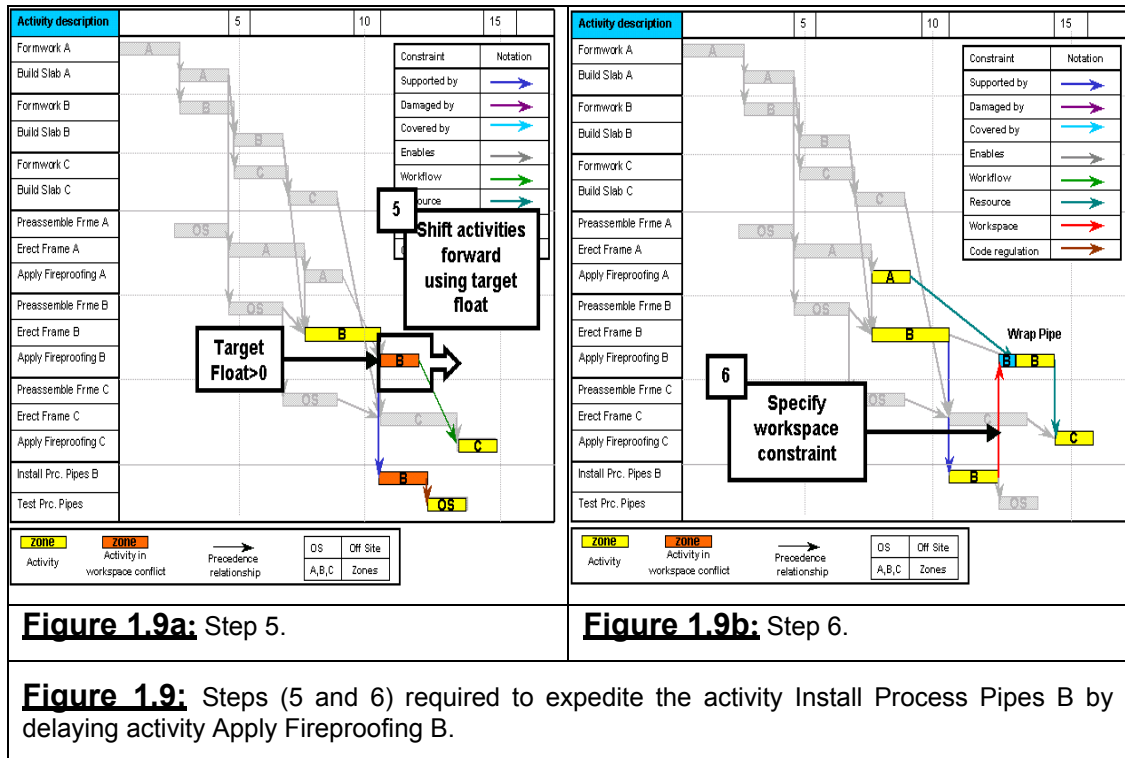 Activity description
5
10
15
Formwork A
Build Slab A
Formwork B
Build Slab B
Formwork C
Build Slab C
Preassemble Frme A
Erect Frame A
Apply Fireproofing A
Preassemble Frme B
Erect Frame B
Apply Fireproofing B
Preassemble Frme C
Erect Frame C
Apply Fireproofing C
Install Prc. Pipes B
Test Prc. Pipes
A
A
B
B
C
C
OS
A
A
OS
B
B
OS
C
C
B
OS
Constraint Notation
Supported by
Damaged by
Covered by
Enables
Workflow
source
5
Shift activities
forward
using target
float
Target
Float>0
zone
Activity
zone
Activity in
workspace conflict
Precedence
relationship
OS Off Site
A,B,C Zones
Activity description
5
10
15
Formwork A
Build Slab A
Formwork B
Build Slab B
Formwork C
Build Slab C
Preassemble Frme A
Erect Frame A
Apply Fireproofing A
Preassemble Frme B
Erect Frame B
Apply Fireproofing B
Preassemble Frme C
Erect Frame C
Apply Fireproofing C
Install Prc. Pipes B
Test Prc. Pipes
A
A
B
B
C
C
OS
A
A
OS
B
Wrap Pipe
B
B
OS
C
C
B
OS
Constraint Notation
Supported by
Damaged by
Covered by
Enables
Workflow
Resource
Workspace
Code regulation
6
Specify
workspace
constraint
zone
Activity
zone
Activity in
workspace conflict
Precedence
relationship
OS Off Site
A,B,C Zones
Figure 1.9a: Step 5.
Figure 1.9b: Step 6.
Figure 1.9: Steps (5 and 6) required to expedite the activity Install Process Pipes B by
delaying activity Apply Fireproofing B.